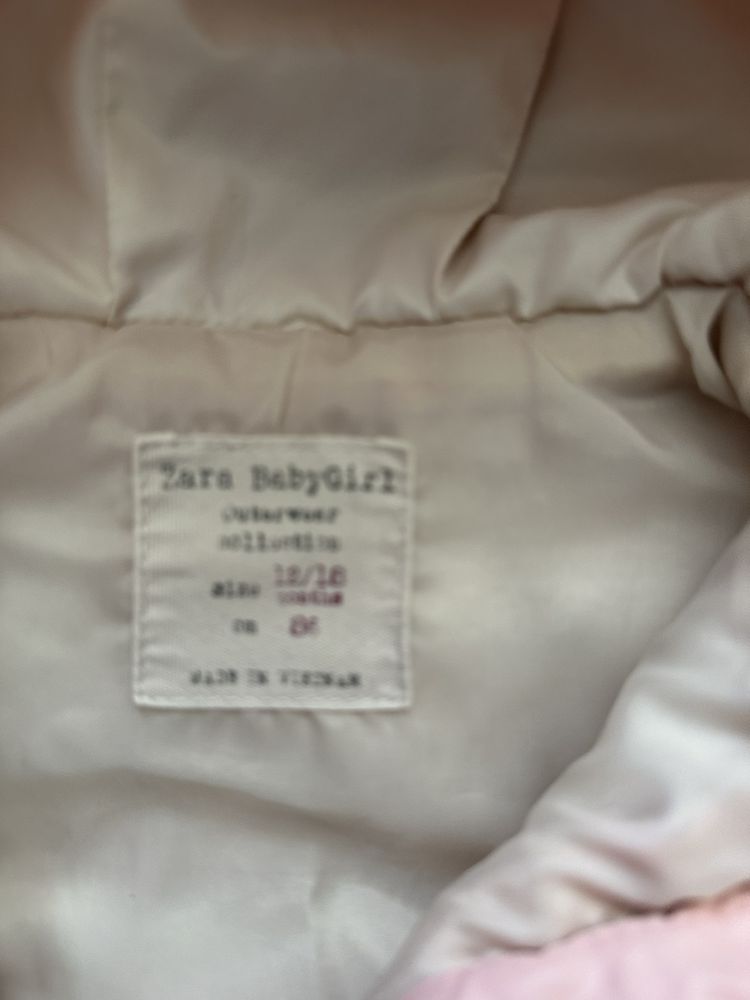 Zara BabyGirl
Outerwear
collection
size 12/18
months
cm 86
MADE IN VIETNAM